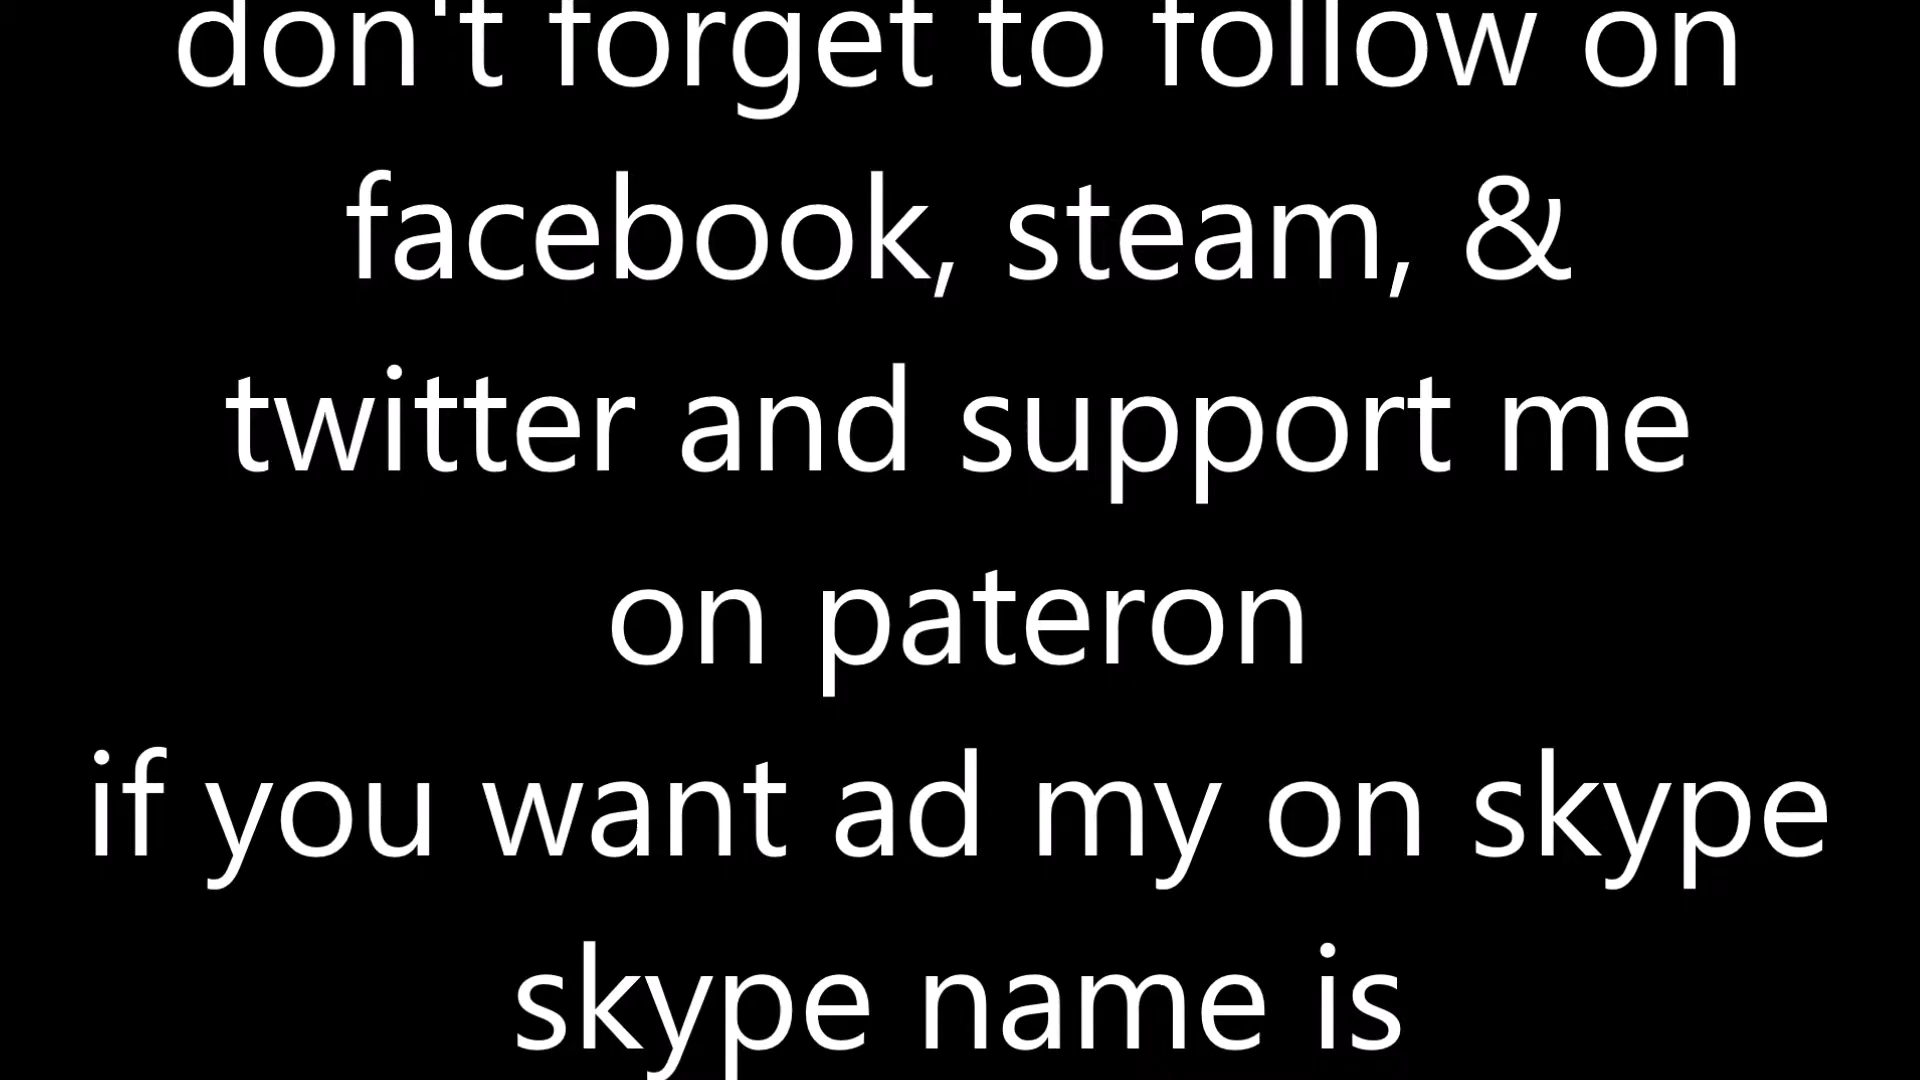 don't forget to follow on
facebook, steam, &
twitter and support me
on pateron
if you want ad my on skype
skype name is